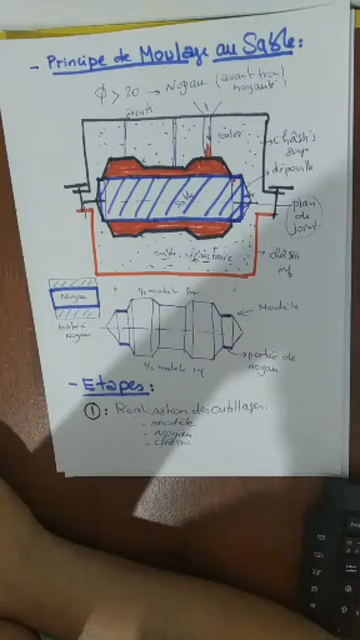 - Principe de Moulage au Sable:
ϕ > 20 → Noyau (avant trou)
noyauté
évents
couler
châssis
sup
dépouille
plan
de
joint
sable réfractaire
châssis
inf
1/2 modèle sup
Noyau
Modèle
portée de
Noyau
1/2 modèle inf
- Etapes:
①: Réalisation des outillages:
- modèle
- Noyau
- châssis